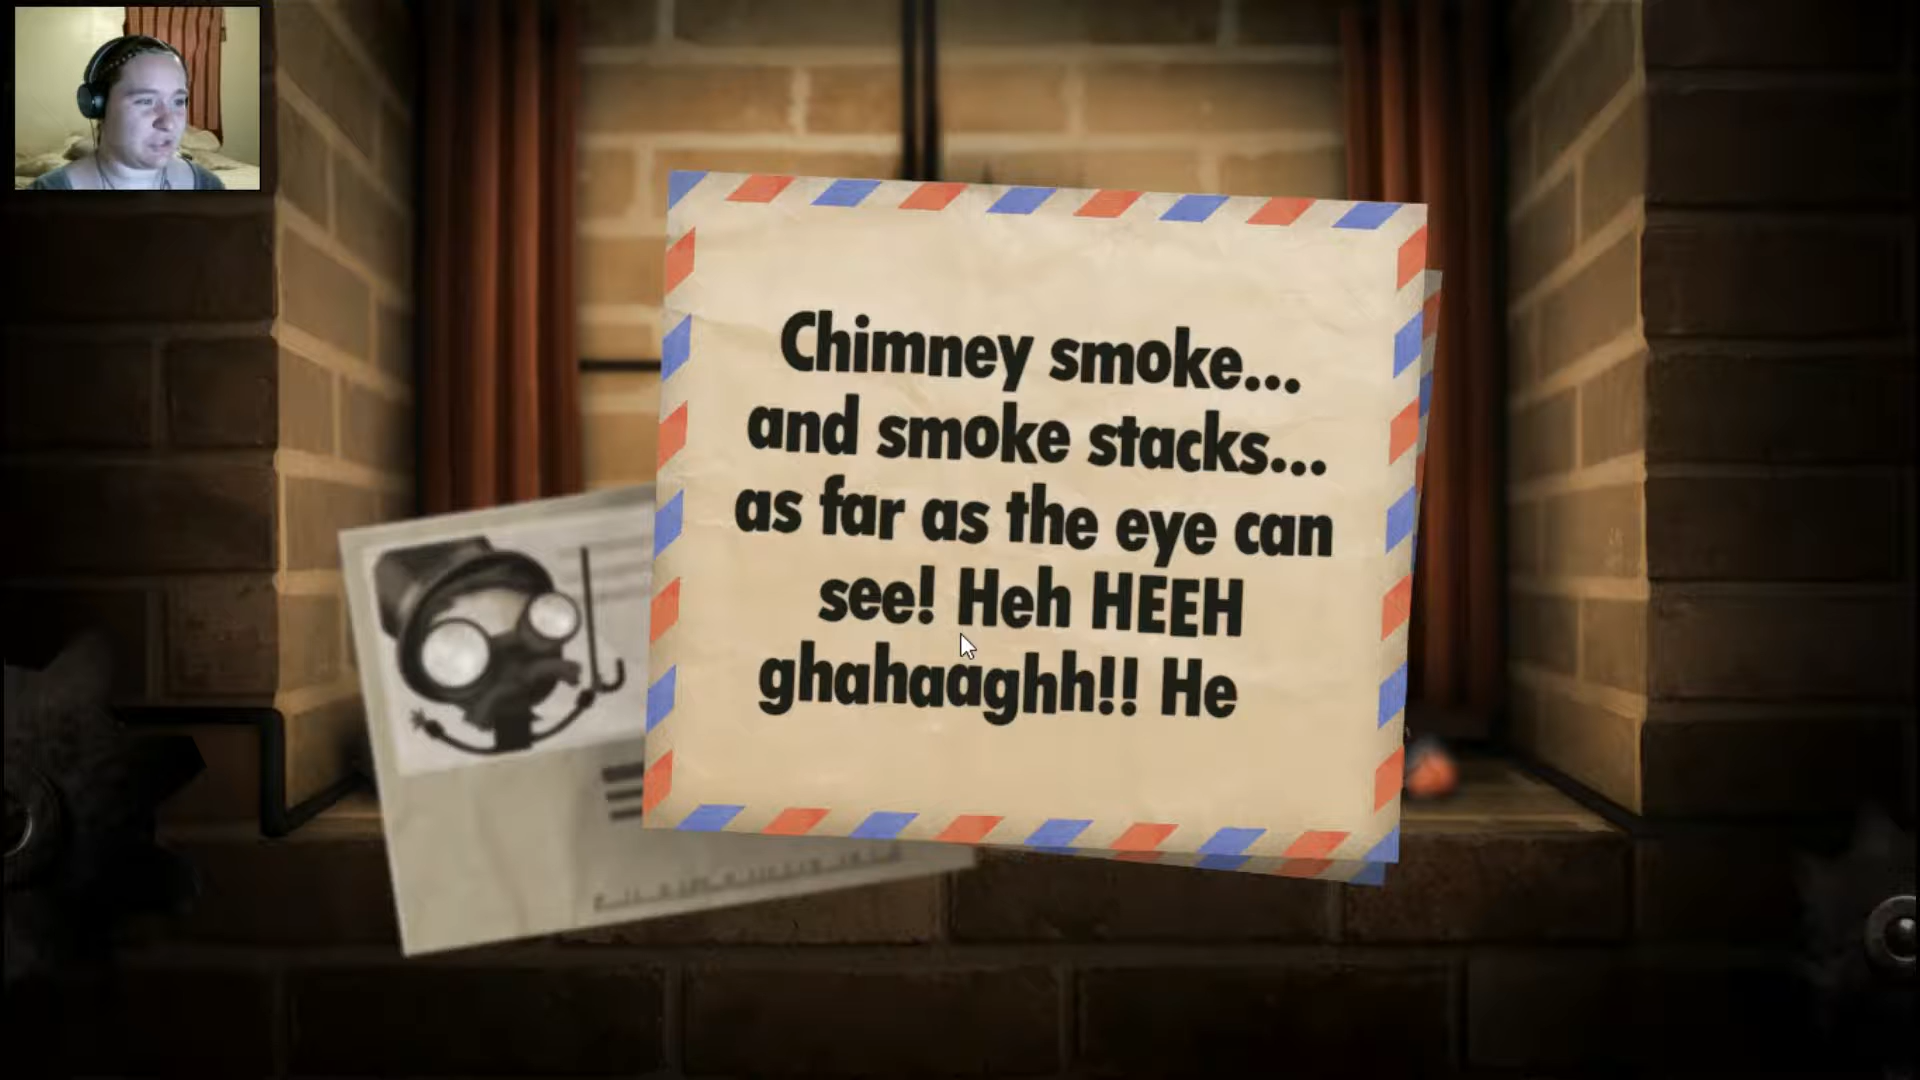 Chimney smoke...
and smoke stacks...
as far as the eye can
see! Heh HEEH
ghahaaghh!! He